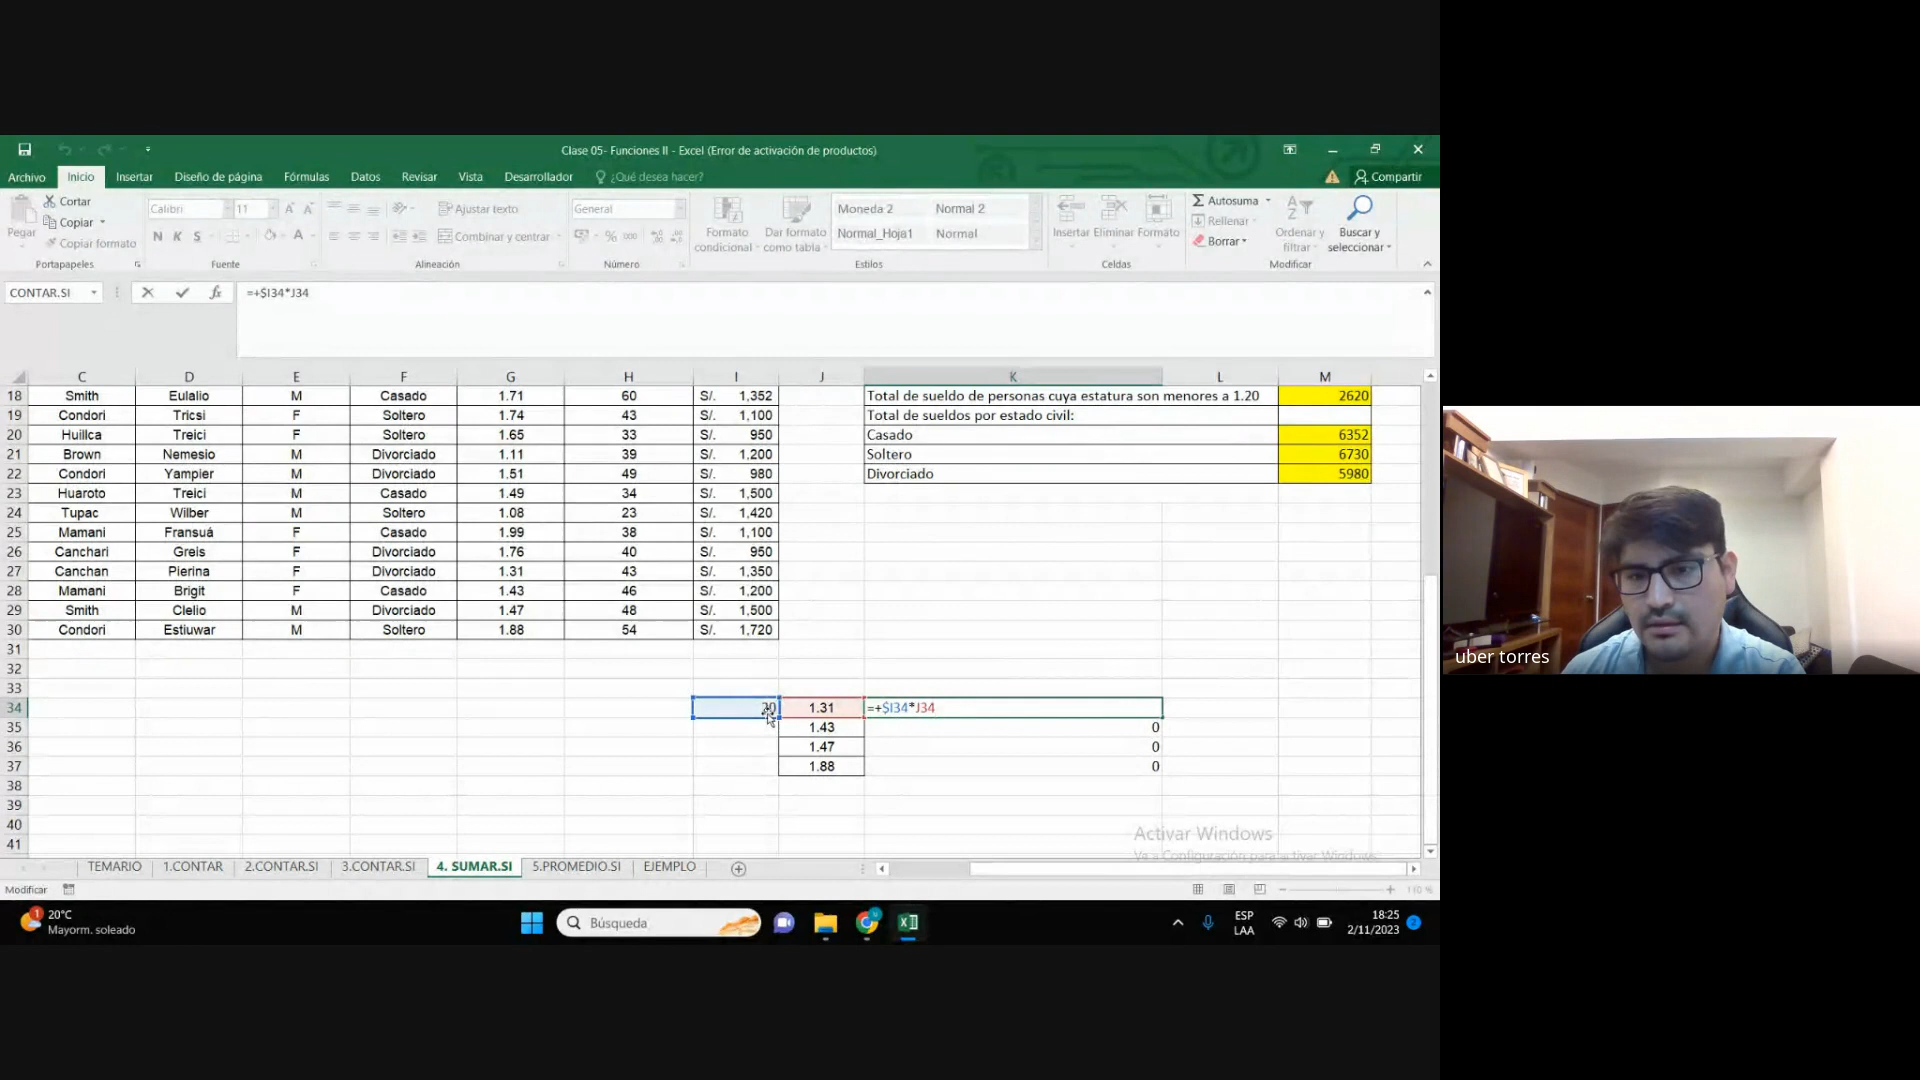 Clase 05- Funciones II - Excel (Error de activación de productos)
Archivo Inicio Insertar Diseño de página Fórmulas Datos Revisar Vista Desarrollador ¿Qué desea hacer? Compartir
Cortar
Copiar
Copiar formato
Pegar
Portapapeles
Calibri 11
N K S
Fuente
Ajustar texto
Combinar y centrar
Alineación
General
% 000
Número
Formato condicional
Dar formato como tabla
Moneda 2 Normal 2
Normal_Hoja1 Normal
Estilos
Insertar Eliminar Formato
Celdas
Autosuma
Rellenar
Borrar
Ordenar y filtrar
Buscar y seleccionar
Modificar
CONTAR.SI fx =+$I34*J34
C D E F G H I J K L M
18 Smith Eulalio M Casado 1.71 60 S/. 1,352 Total de sueldo de personas cuya estatura son menores a 1.20 2620
19 Condori Tricsi F Soltero 1.74 43 S/. 1,100 Total de sueldos por estado civil:
20 Huillca Treici F Soltero 1.65 33 S/. 950 Casado 6352
21 Brown Nemesio M Divorciado 1.11 39 S/. 1,200 Soltero 6730
22 Condori Yampier M Divorciado 1.51 49 S/. 980 Divorciado 5980
23 Huaroto Treici M Casado 1.49 34 S/. 1,500
24 Tupac Wilber M Soltero 1.08 23 S/. 1,420
25 Mamani Fransuá F Casado 1.99 38 S/. 1,100
26 Canchari Greis F Divorciado 1.76 40 S/. 950
27 Canchan Pierina F Divorciado 1.31 43 S/. 1,350
28 Mamani Brigit F Casado 1.43 46 S/. 1,200
29 Smith Clelio M Divorciado 1.47 48 S/. 1,500
30 Condori Estiuwar M Soltero 1.88 54 S/. 1,720
31
32
33
34 20 1.31 =+$I34*J34
35 1.43 0
36 1.47 0
37 1.88 0
38
39
40
41
Activar Windows
Ve a Configuración para activar Windows.
TEMARIO 1.CONTAR 2.CONTAR.SI 3.CONTAR.SI 4. SUMAR.SI 5.PROMEDIO.SI EJEMPLO
Modificar 110 %
20°C
Mayorm. soleado
Búsqueda
ESP
LAA
18:25
2/11/2023
uber torres